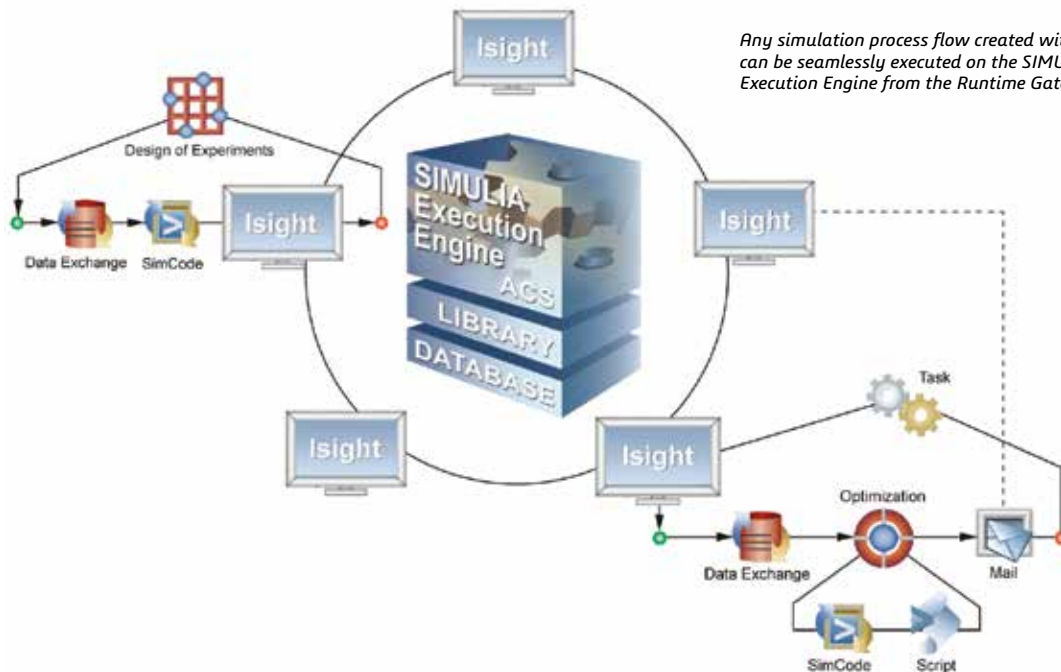 Isight
Any simulation process flow created wit
can be seamlessly executed on the SIMU
Execution Engine from the Runtime Gat
Design of Experiments
SIMULIA
Execution
Engine
ACS
LIBRARY
DATABASE
Isight
Isight
Data Exchange
SimCode
Task
Isight
Isight
Optimization
Data Exchange
Mail
SimCode
Script